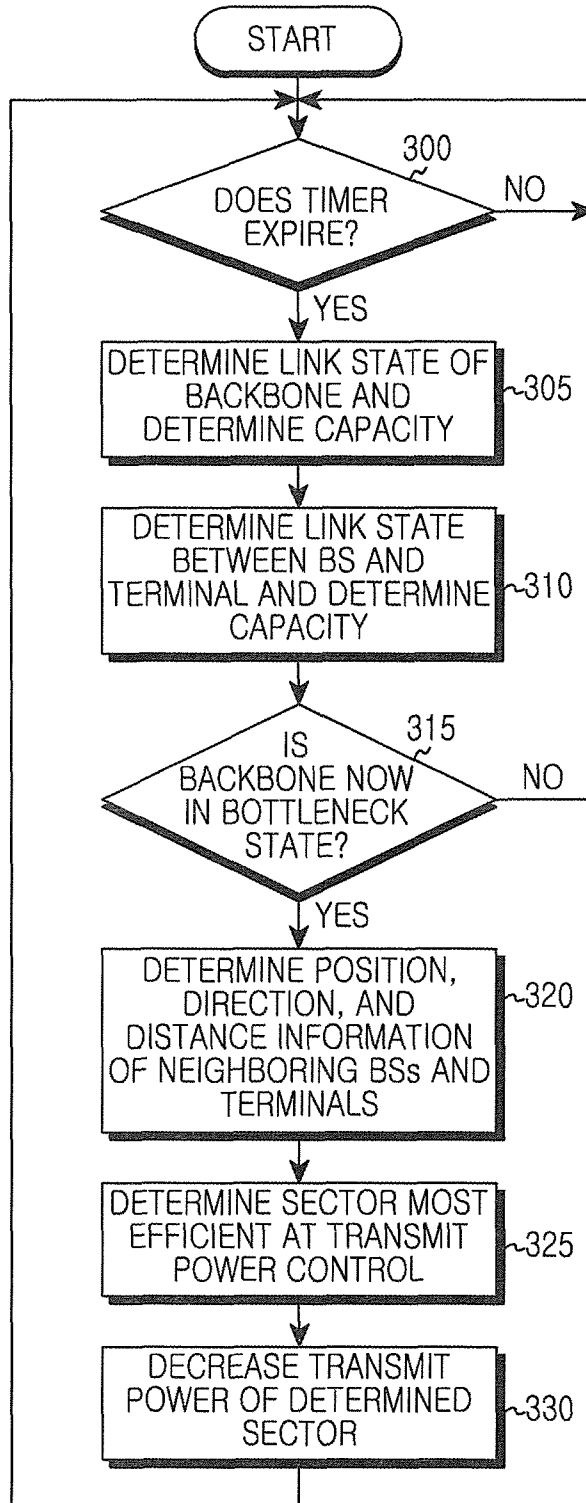 START
300
DOES TIMER
EXPIRE?
NO
YES
DETERMINE LINK STATE OF
BACKBONE AND
DETERMINE CAPACITY
305
DETERMINE LINK STATE
BETWEEN BS AND
TERMINAL AND DETERMINE
CAPACITY
310
315
IS
BACKBONE NOW
IN BOTTLENECK
STATE?
NO
YES
DETERMINE POSITION,
DIRECTION, AND
DISTANCE INFORMATION
OF NEIGHBORING BSs AND
TERMINALS
320
DETERMINE SECTOR MOST
EFFICIENT AT TRANSMIT
POWER CONTROL
325
DECREASE TRANSMIT
POWER OF DETERMINED
SECTOR
330